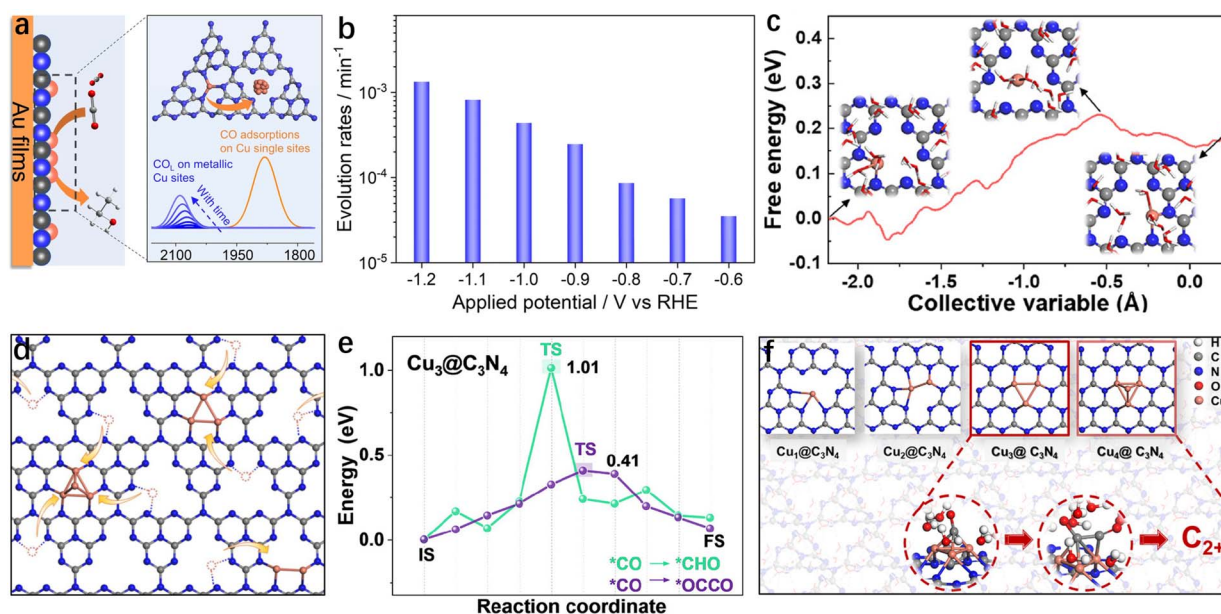 a
Au films
CO adsorptions
on Cu single sites
CO_L on metallic
Cu sites
With time
2100
1950
1800
b
Evolution rates / min⁻¹
10⁻³
10⁻⁴
10⁻⁵
-1.2
-1.1
-1.0
-0.9
-0.8
-0.7
-0.6
Applied potential / V vs RHE
c
Free energy (eV)
0.4
0.3
0.2
0.1
0.0
-0.1
-2.0
-1.5
-1.0
-0.5
0.0
Collective variable (Å)
d
e
Cu₃@C₃N₄
TS
1.01
TS
0.41
Energy (eV)
1.0
0.5
0.0
IS
FS
*CO → *CHO
*CO → *OCCO
Reaction coordinate
f
H
C
N
O
Cu₁@C₃N₄
Cu₂@C₃N₄
Cu₃@ C₃N₄
Cu₄@ C₃N₄
C₂₊